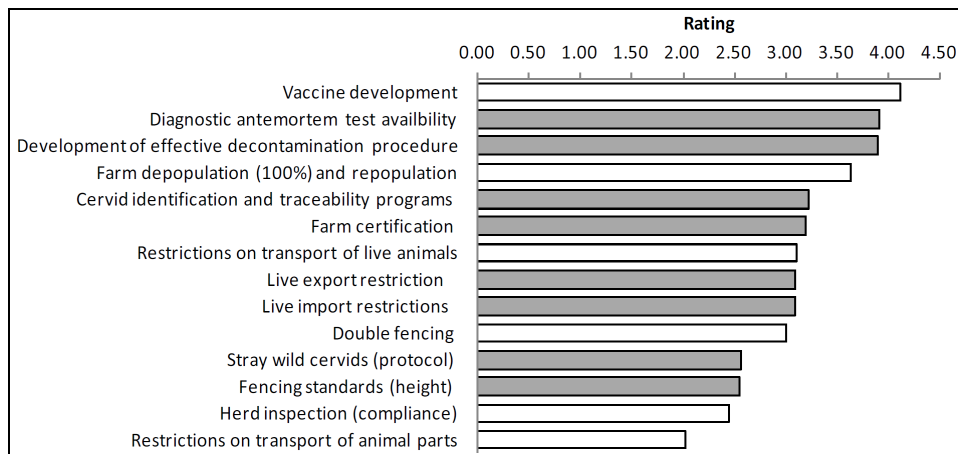 Rating
0.00 0.50 1.00 1.50 2.00 2.50 3.00 3.50 4.00 4.50
Vaccine development
Diagnostic antemortem test availbility
Development of effective decontamination procedure
Farm depopulation (100%) and repopulation
Cervid identification and traceability programs
Farm certification
Restrictions on transport of live animals
Live export restriction
Live import restrictions
Double fencing
Stray wild cervids (protocol)
Fencing standards (height)
Herd inspection (compliance)
Restrictions on transport of animal parts